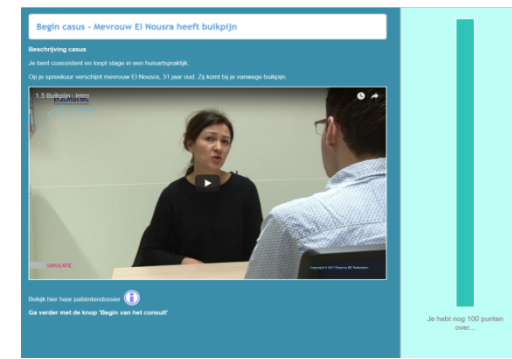 Begin casus - Mevrouw El Nousra heeft buikpijn
Beschrijving casus
Je bent coassistent en loopt stage in een huisartspraktijk.
Op je spreekuur verschijnt mevrouw El Nousra, 31 jaar oud. Zij komt bij je vanwege buikpijn.
1.3 Buikpijn - intro
SIMULATIE
Bekijk hier haar patiëntendossier
Ga verder met de knop 'Begin van het consult'
Je hebt nog 100 punten
over...